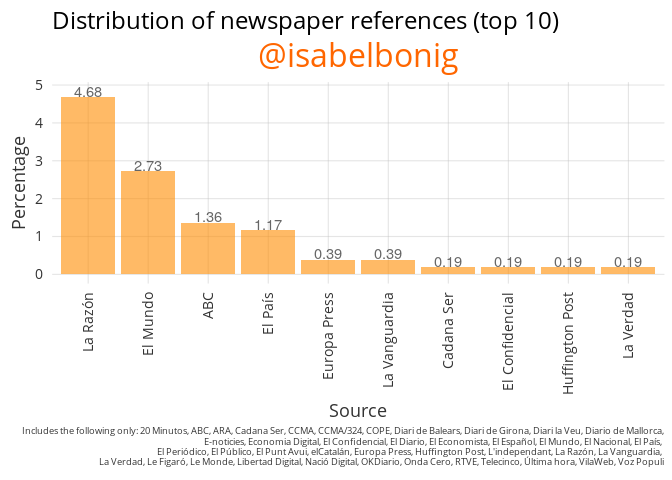 Distribution of newspaper references (top 10)
@isabelbonig
Percentage
5
4
3
2
1
0
4.68
2.73
1.36
1.17
0.39
0.39
0.19
0.19
0.19
0.19
La Razón
El Mundo
ABC
El País
Europa Press
La Vanguardia
Cadana Ser
El Confidencial
Huffington Post
La Verdad
Source
Includes the following only: 20 Minutos, ABC, ARA, Cadana Ser, CCMA, CCMA/324, COPE, Diari de Balears, Diari de Girona, Diari la Veu, Diario de Mallorca,
E-noticies, Economia Digital, El Confidencial, El Diario, El Economista, El Español, El Mundo, El Nacional, El País,
El Periódico, El Público, El Punt Avui, elCatalán, Europa Press, Huffington Post, L'independant, La Razón, La Vanguardia,
La Verdad, Le Figaró, Le Monde, Libertad Digital, Nació Digital, OKDiario, Onda Cero, RTVE, Telecinco, Última hora, VilaWeb, Voz Populi